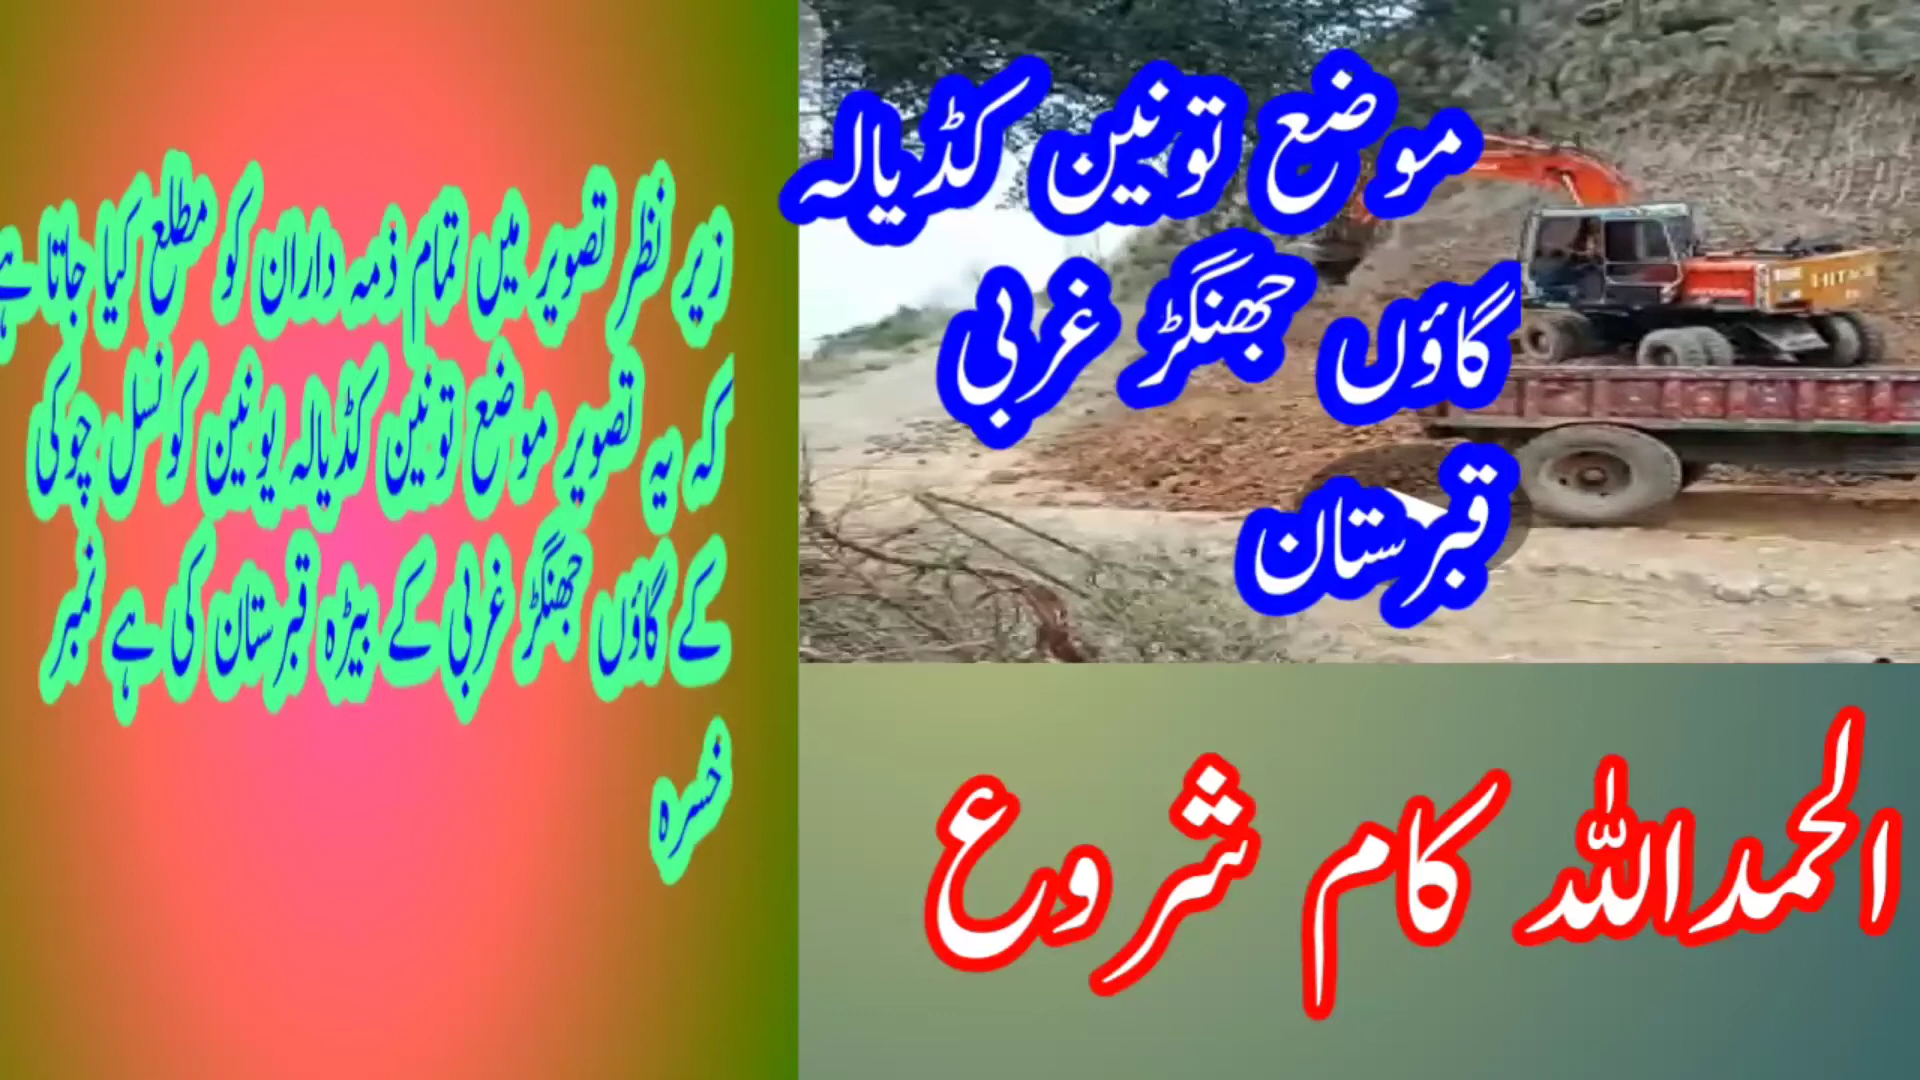 موضع تونین کڈیالہ
گاؤں جھنگڑ غربی
قبرستان
الحمداللہ کام شروع
زیر نظر تصویر میں تمام ذمہ داران کو مطلع کیا جاتا ہے
کہ یہ تصویر موضع تونین کڈیالہ یونین کونسل چوکی
کے گاؤں جھنگڑ غربی کے بیڑہ قبرستان کی ہے نمبر
خسرہ